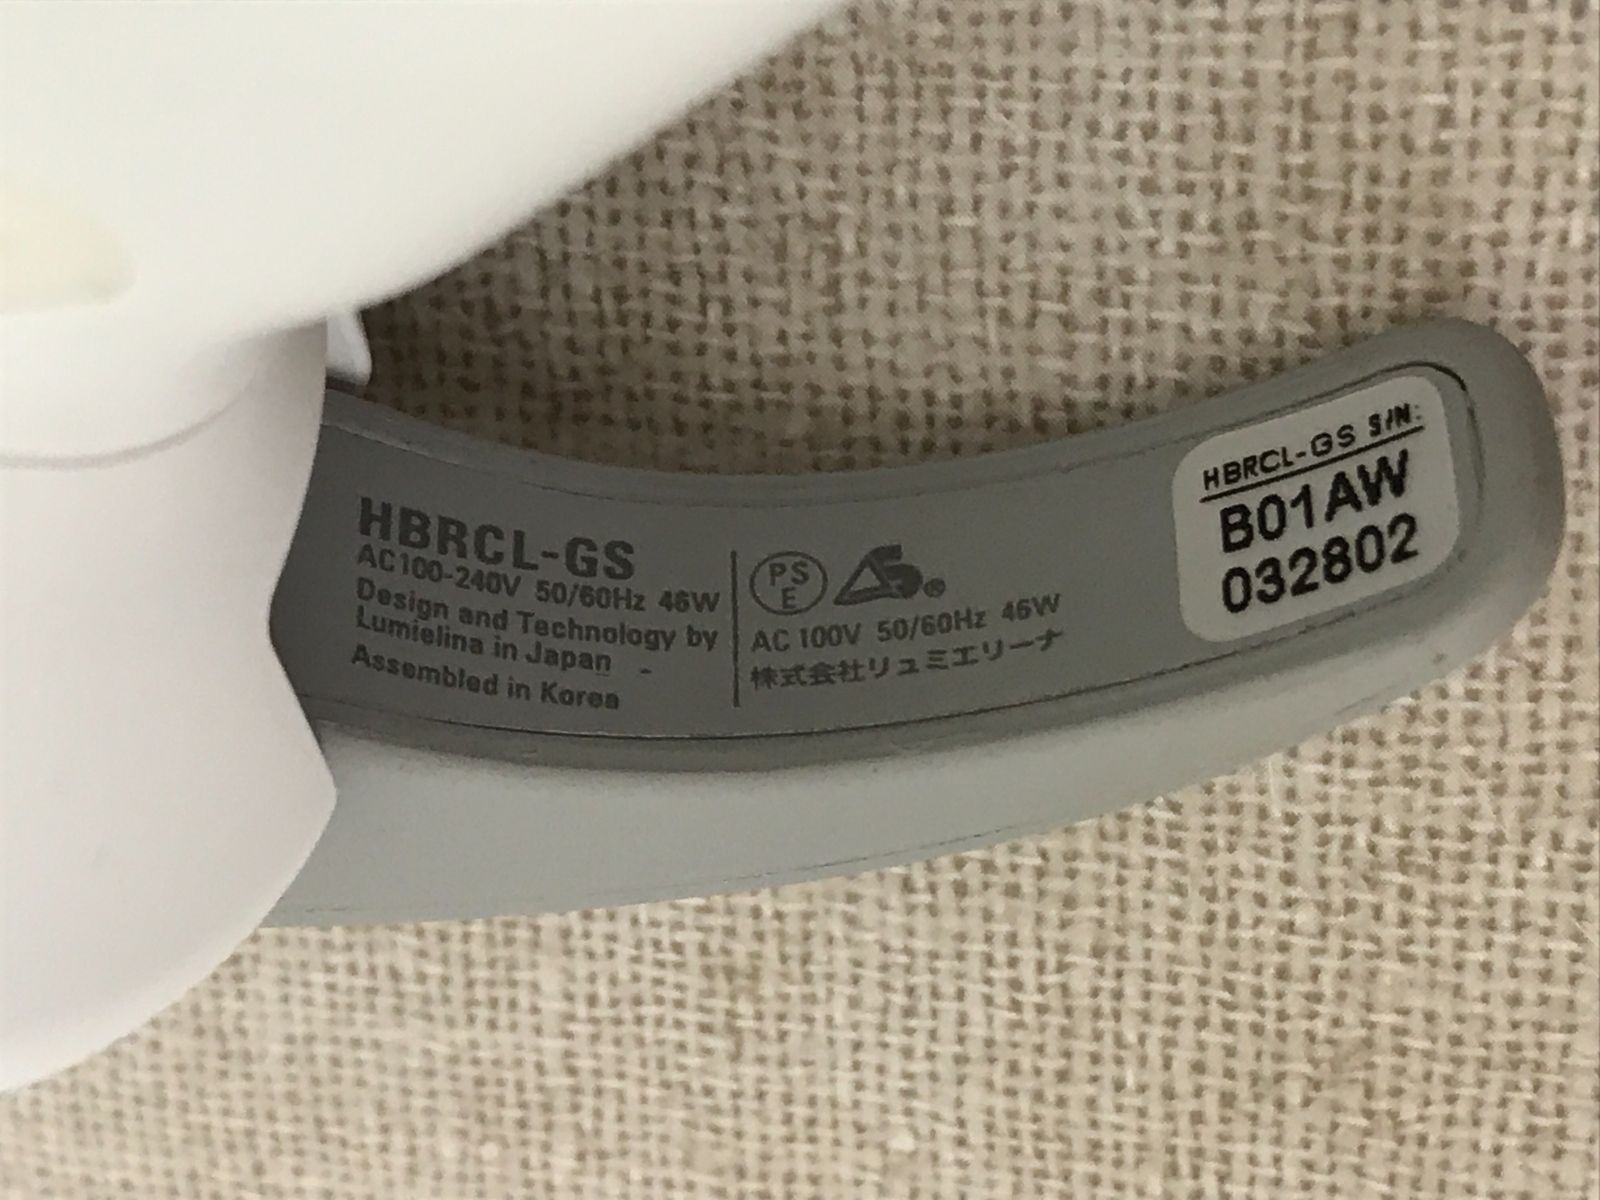 HBRCL-GS
AC100-240V 50/60Hz 46W
Design and Technology by
Lumielina in Japan
Assembled in Korea
PS
E
S®
AC 100V 50/60Hz 46W
株式会社リュミエリーナ
HBRCL-GS S/N:
B01AW
032802